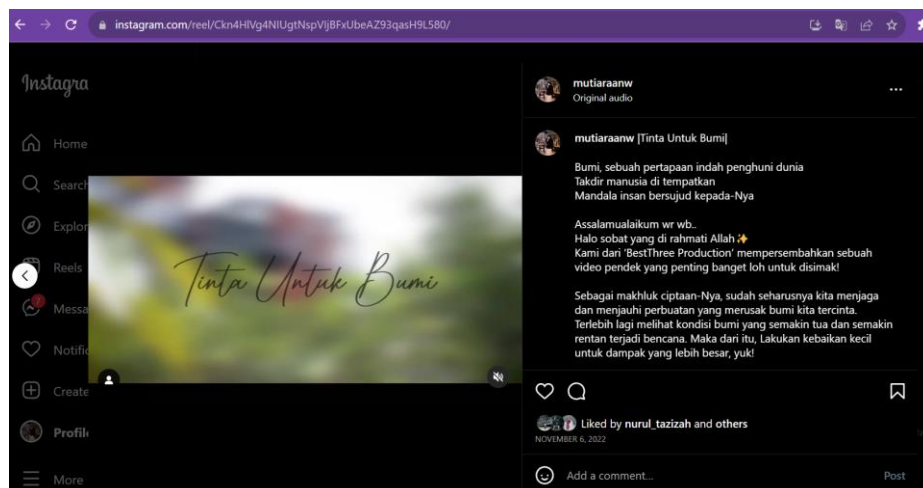 instagram.com/reel/Ckn4HlVg4NIUgtNspVIjBFxUbeAZ93qasH9L580/
Instagra
Home
Search
Explor
Reels
7
Messa
Notific
Create
Profile
More
Tinta Untuk Bumi
mutiaraanw
Original audio
mutiaraanw |Tinta Untuk Bumi|
Bumi, sebuah pertapaan indah penghuni dunia
Takdir manusia di tempatkan
Mandala insan bersujud kepada-Nya
Assalamualaikum wr wb..
Halo sobat yang di rahmati Allah✨
Kami dari 'BestThree Production' mempersembahkan sebuah
video pendek yang penting banget loh untuk disimak!
Sebagai makhluk ciptaan-Nya, sudah seharusnya kita menjaga
dan menjauhi perbuatan yang merusak bumi kita tercinta.
Terlebih lagi melihat kondisi bumi yang semakin tua dan semakin
rentan terjadi bencana. Maka dari itu, Lakukan kebaikan kecil
untuk dampak yang lebih besar, yuk!
Liked by nurul_tazizah and others
NOVEMBER 6, 2022
Add a comment...
Post